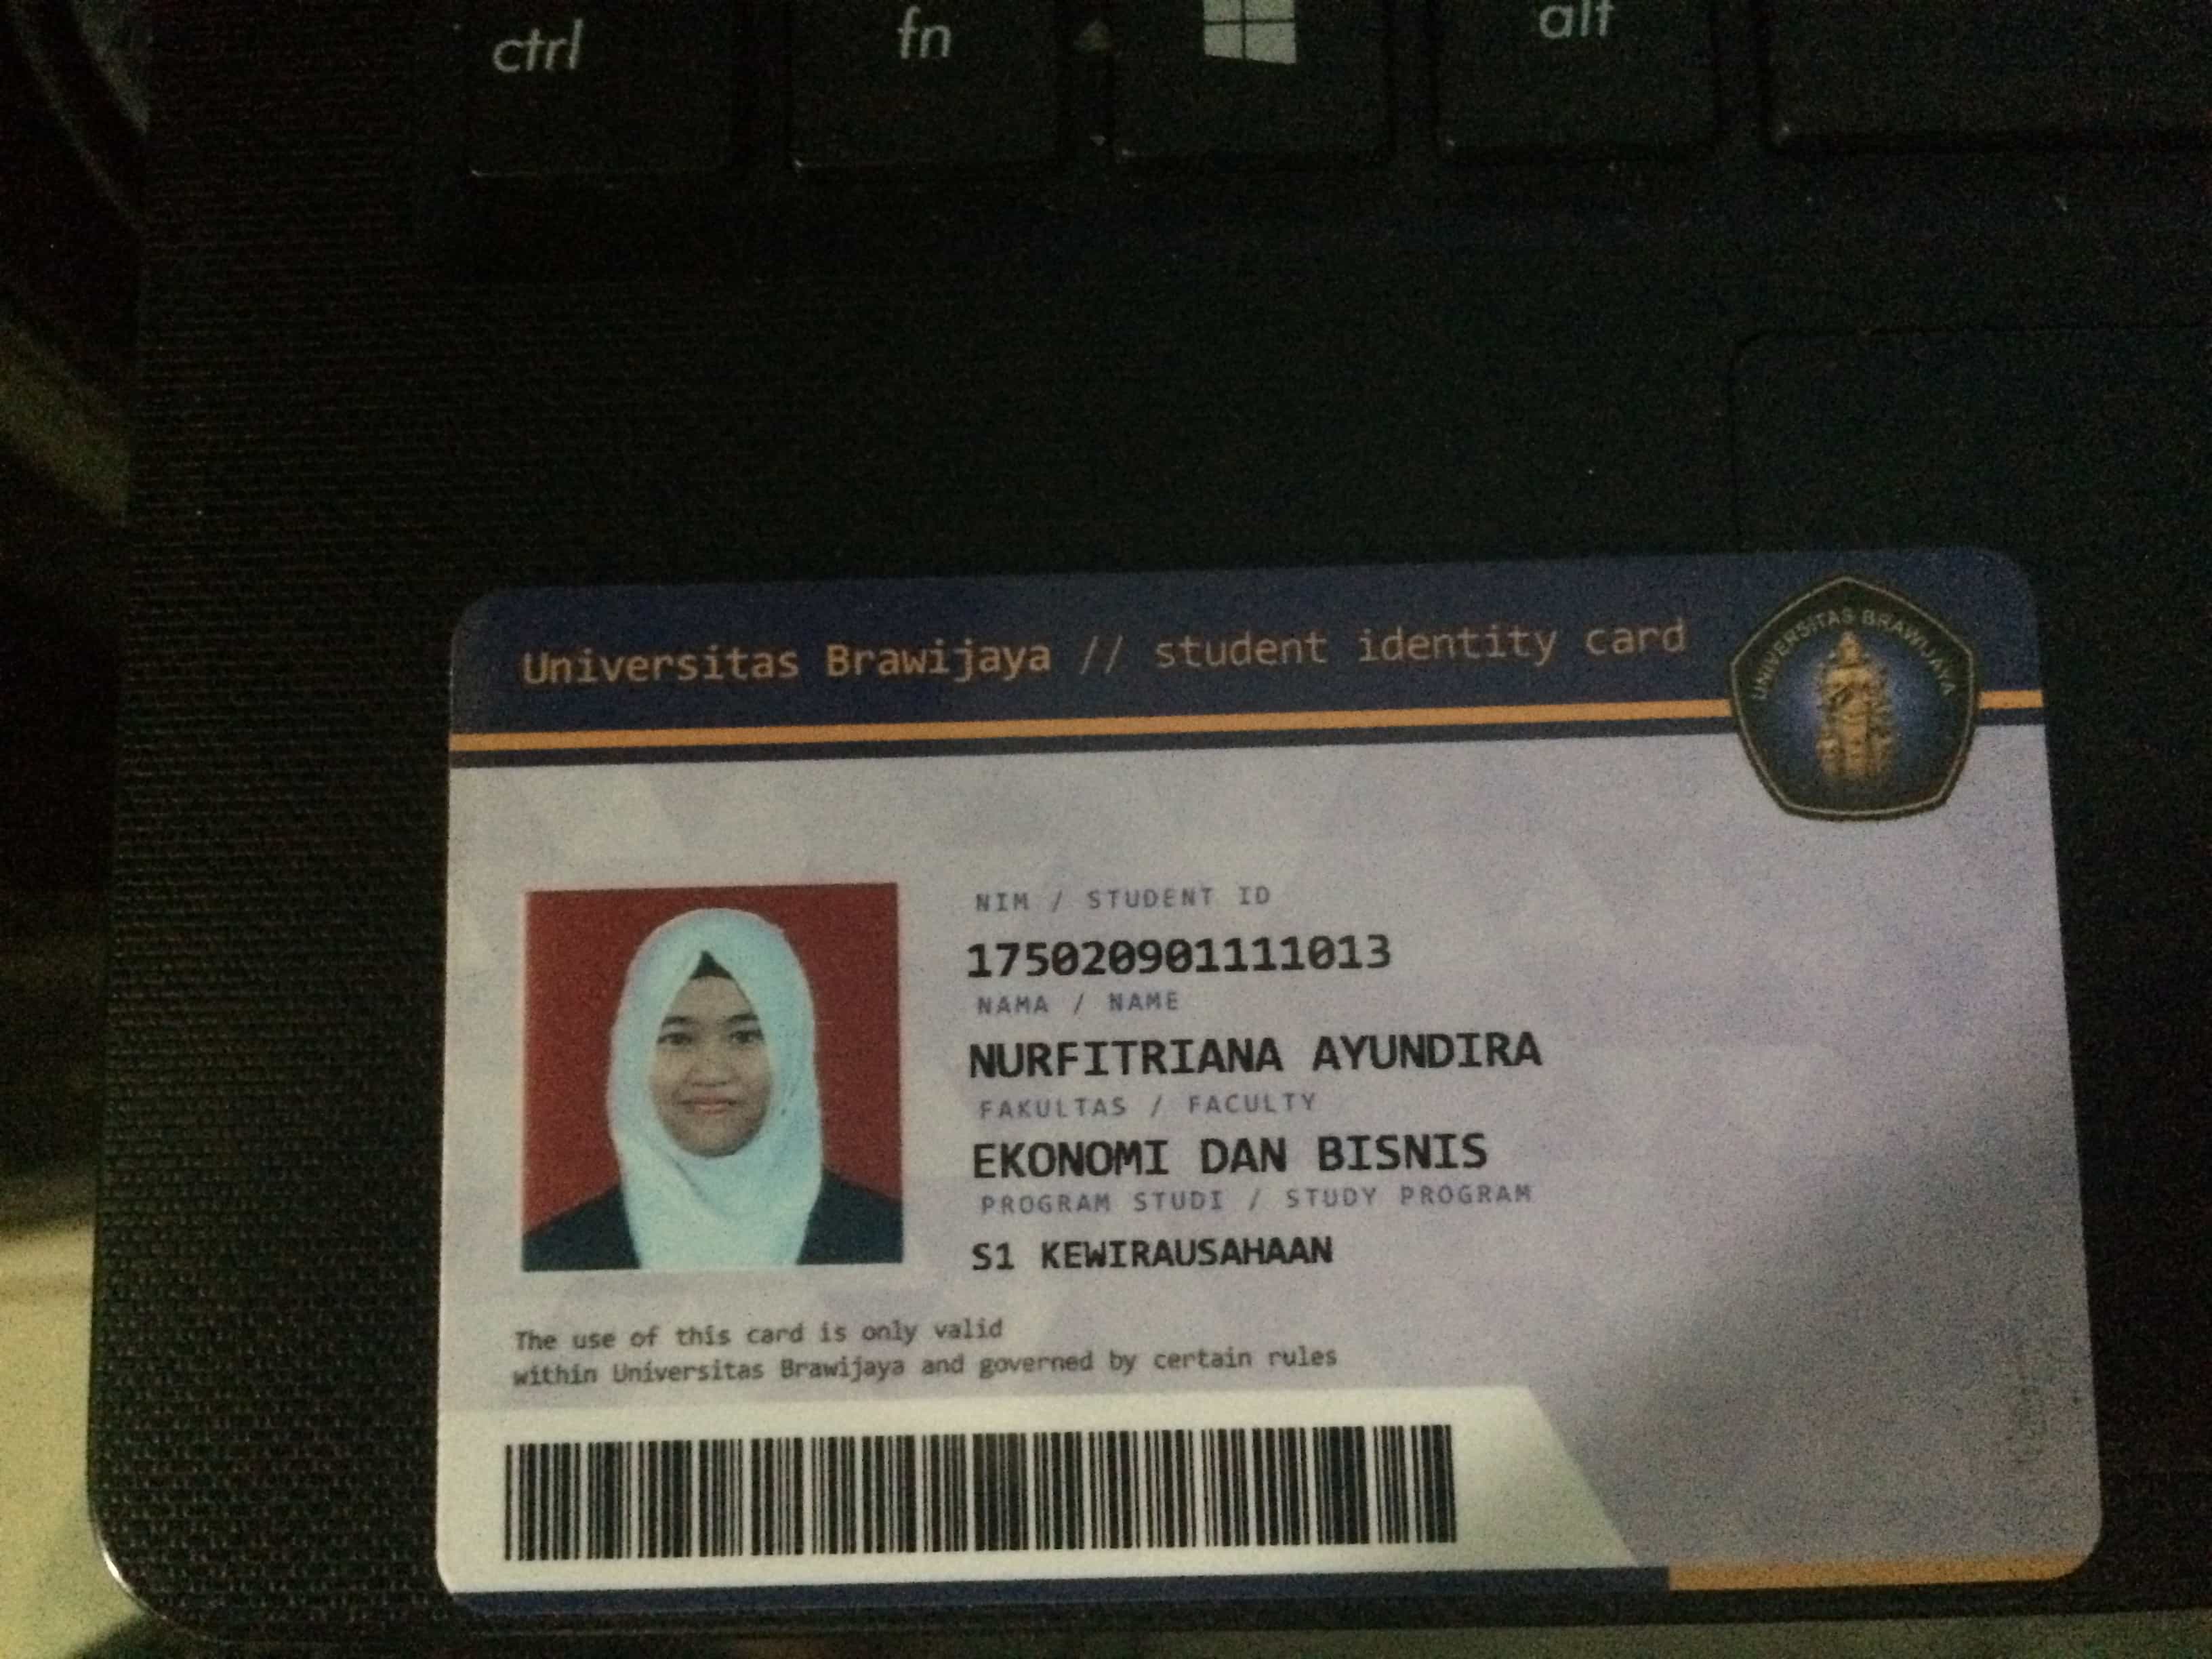 ctrl fn alt
Universitas Brawijaya // student identity card
UNIVERSITAS BRAWIJAYA
NIM / STUDENT ID
175020901111013
NAMA / NAME
NURFITRIANA AYUNDIRA
FAKULTAS / FACULTY
EKONOMI DAN BISNIS
PROGRAM STUDI / STUDY PROGRAM
S1 KEWIRAUSAHAAN
The use of this card is only valid
within Universitas Brawijaya and governed by certain rules